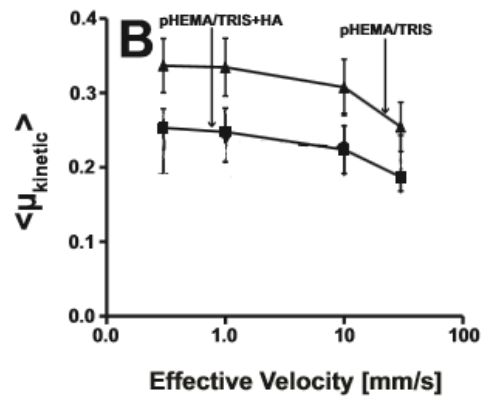 B
pHEMA/TRIS+HA
pHEMA/TRIS
0.4
0.3
0.2
0.1
0.0
<μkinetic>
0.0 1.0 10 100
Effective Velocity [mm/s]